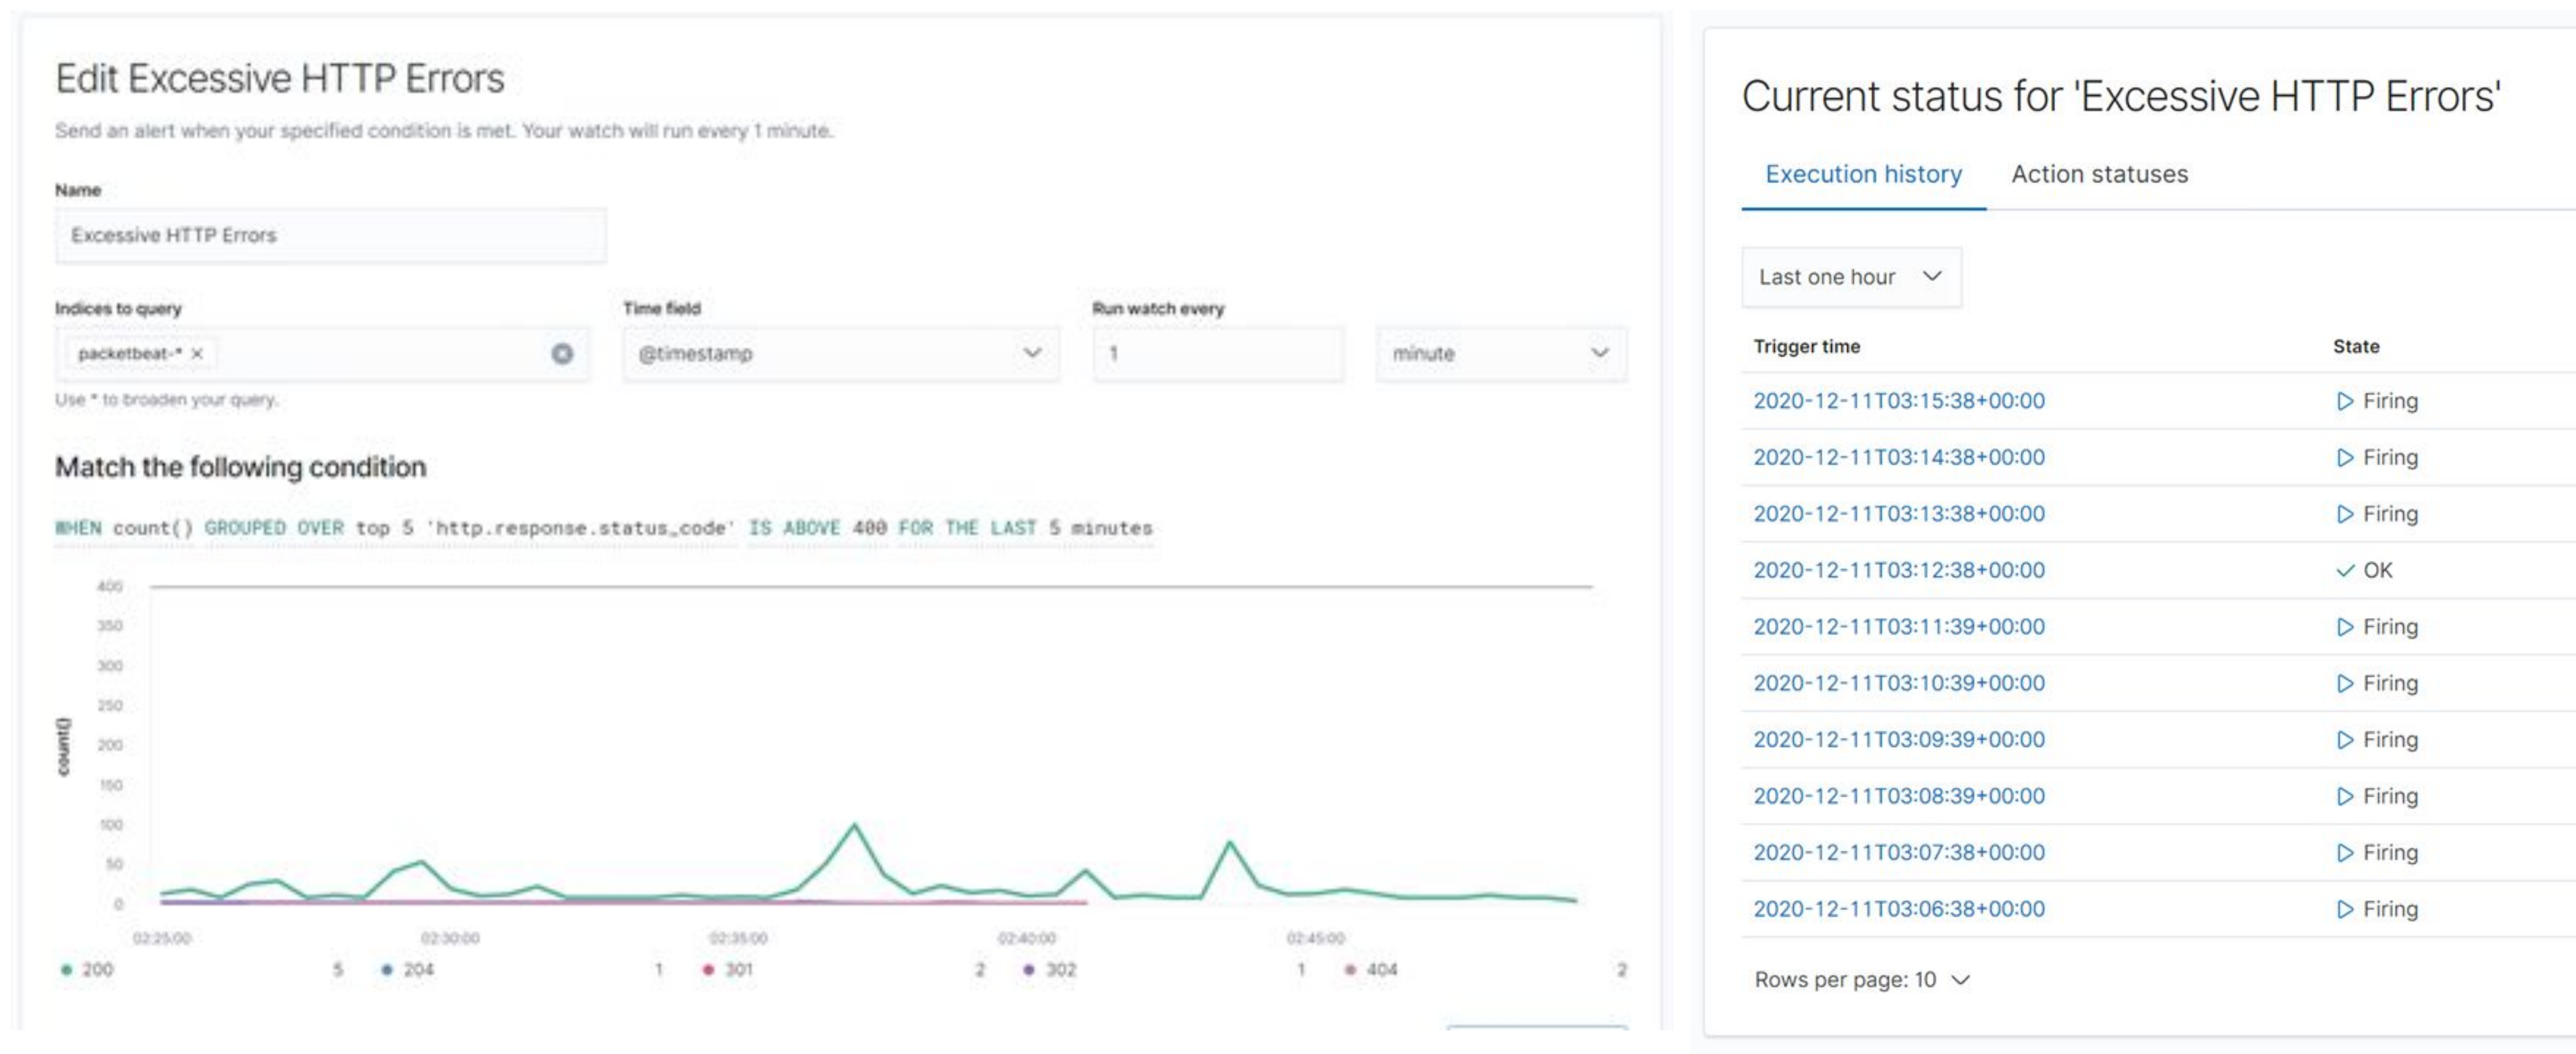 Edit Excessive HTTP Errors
Send an alert when your specified condition is met. Your watch will run every 1 minute.
Name
Excessive HTTP Errors
Indices to query
Time field
Run watch every
packetbeat-* ×
@timestamp
1
minute
Use * to broaden your query.
Match the following condition
WHEN count() GROUPED OVER top 5 'http.response.status_code' IS ABOVE 400 FOR THE LAST 5 minutes
400
350
300
250
200
150
100
50
0
count()
02:25:00 02:30:00 02:35:00 02:40:00 02:45:00
200 5 204 1 301 2 302 1 404 2
Current status for 'Excessive HTTP Errors'
Execution history Action statuses
Last one hour
Trigger time State
2020-12-11T03:15:38+00:00 Firing
2020-12-11T03:14:38+00:00 Firing
2020-12-11T03:13:38+00:00 Firing
2020-12-11T03:12:38+00:00 OK
2020-12-11T03:11:39+00:00 Firing
2020-12-11T03:10:39+00:00 Firing
2020-12-11T03:09:39+00:00 Firing
2020-12-11T03:08:39+00:00 Firing
2020-12-11T03:07:38+00:00 Firing
2020-12-11T03:06:38+00:00 Firing
Rows per page: 10